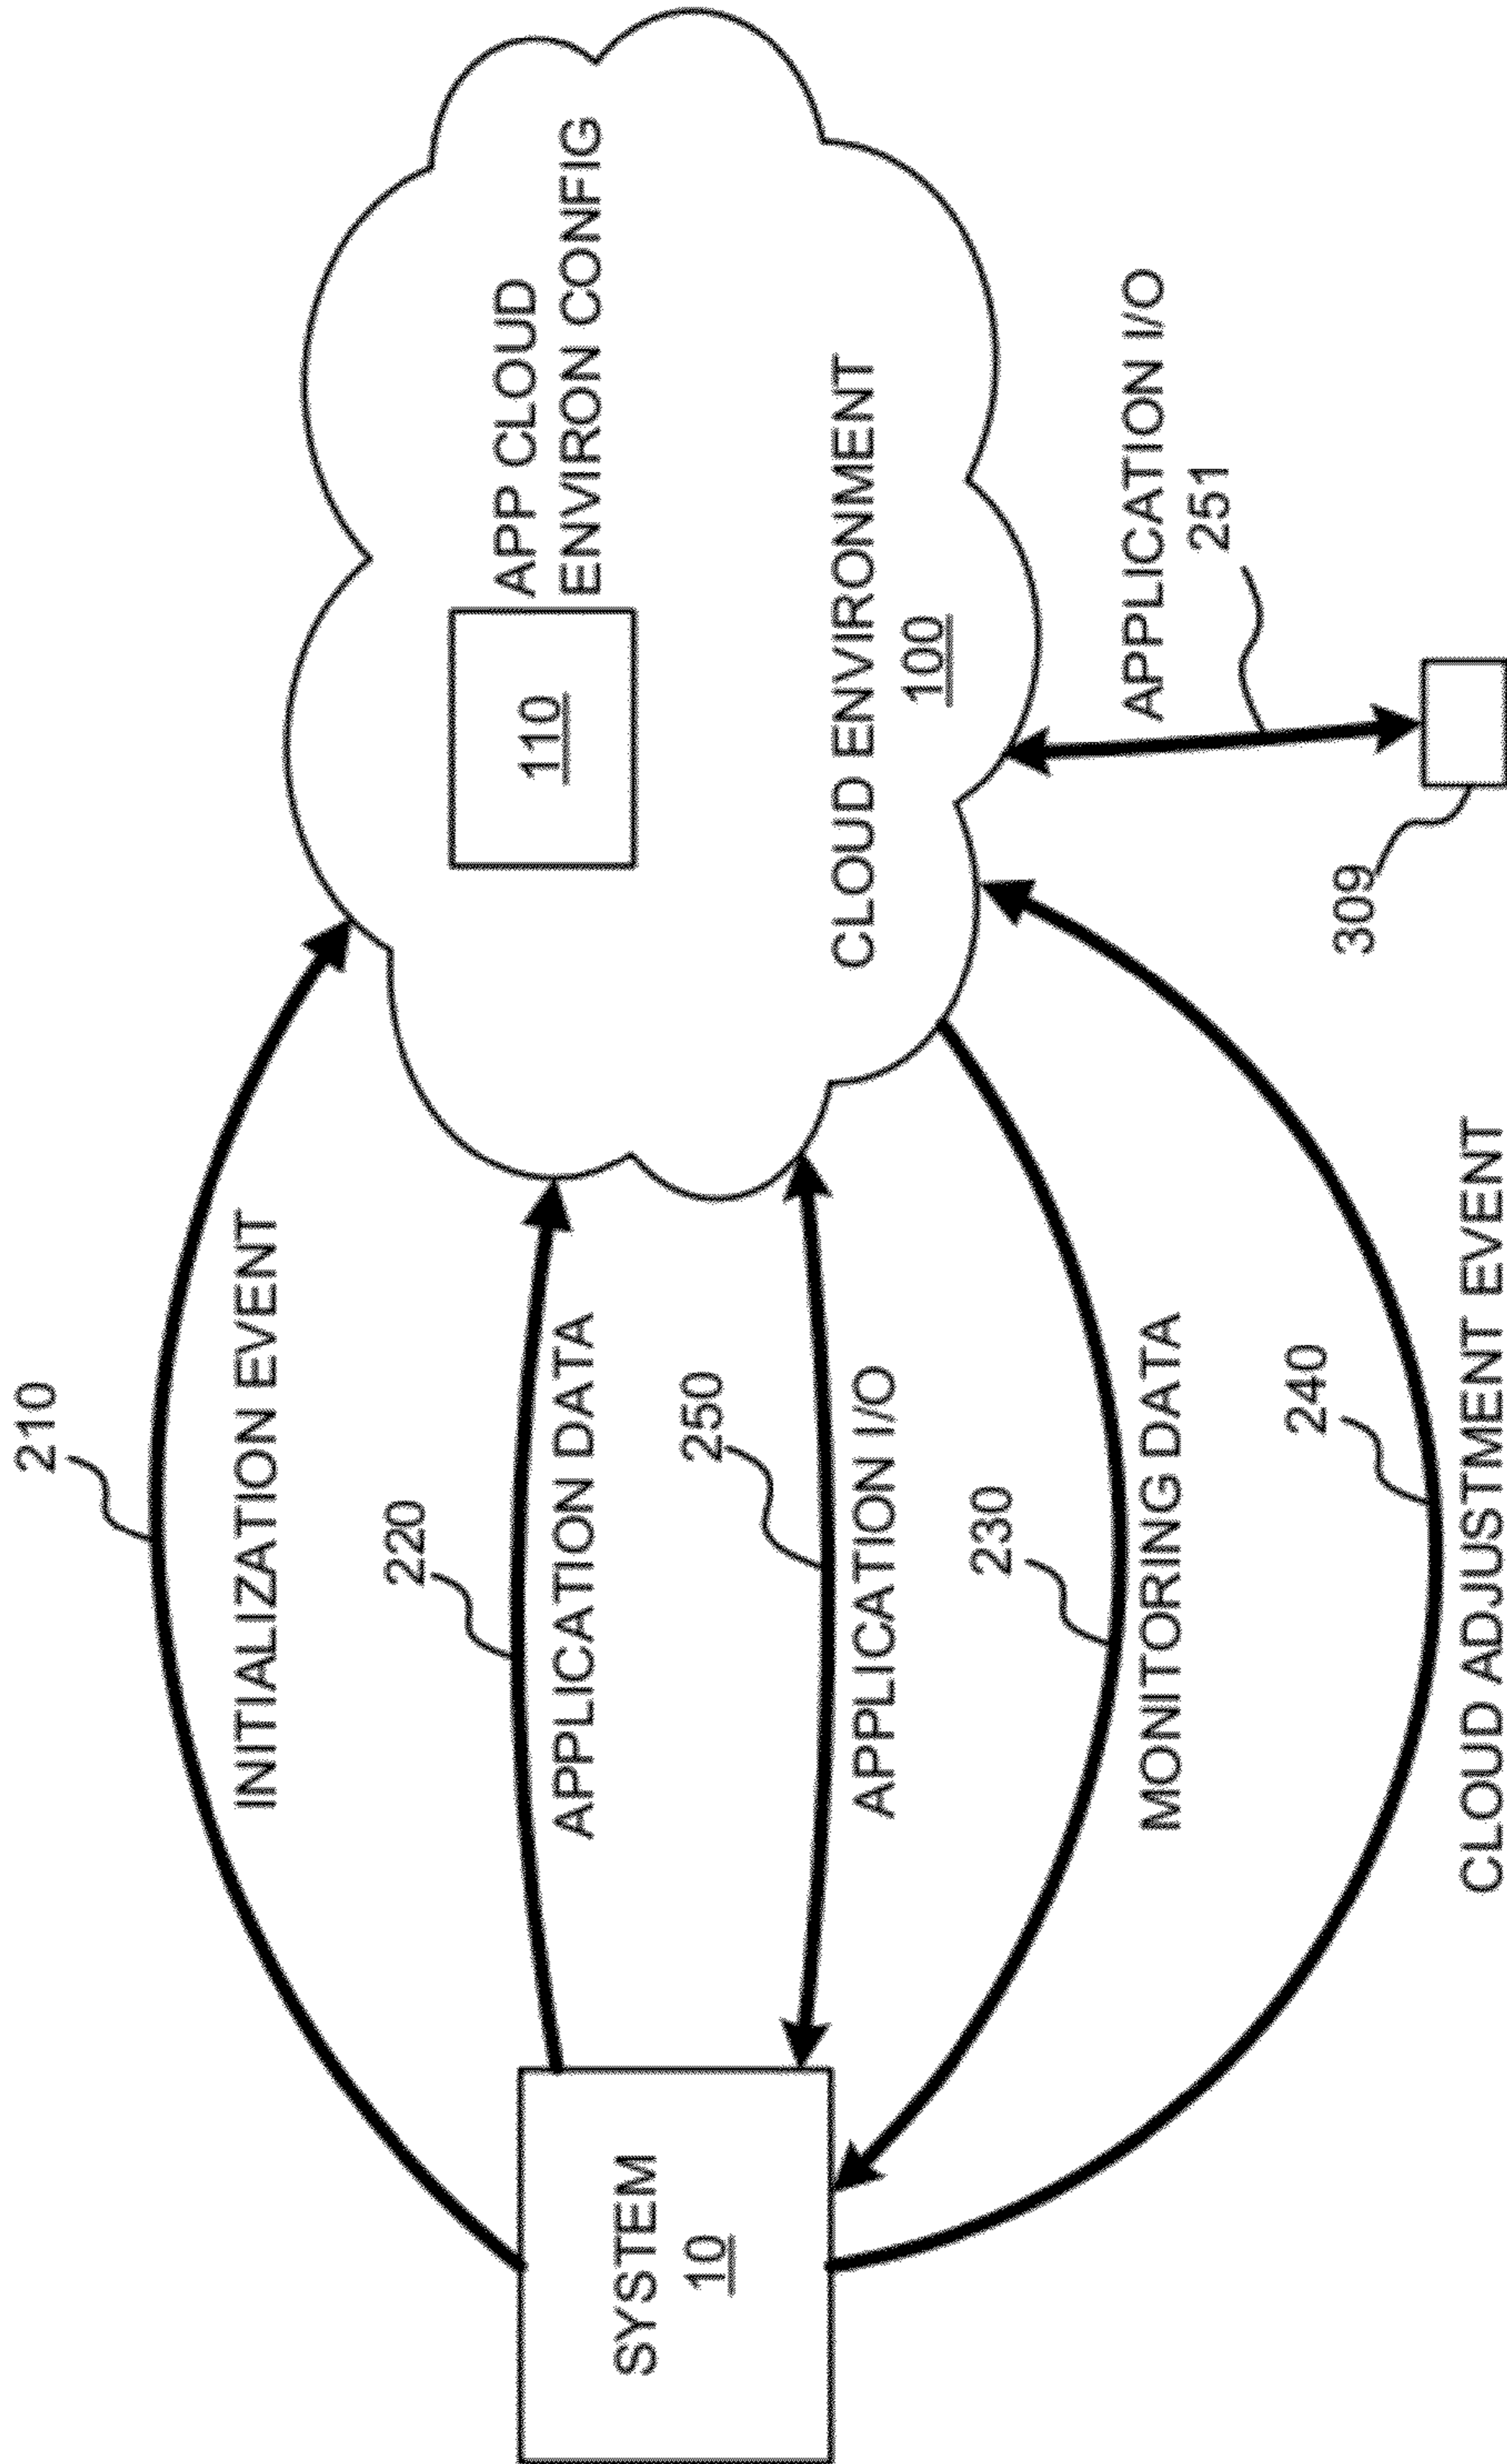 210
INITIALIZATION EVENT
220
APPLICATION DATA
250
APPLICATION I/O
230
MONITORING DATA
240
CLOUD ADJUSTMENT EVENT
SYSTEM
10
110
APP CLOUD
ENVIRON CONFIG
CLOUD ENVIRONMENT
100
APPLICATION I/O
251
309